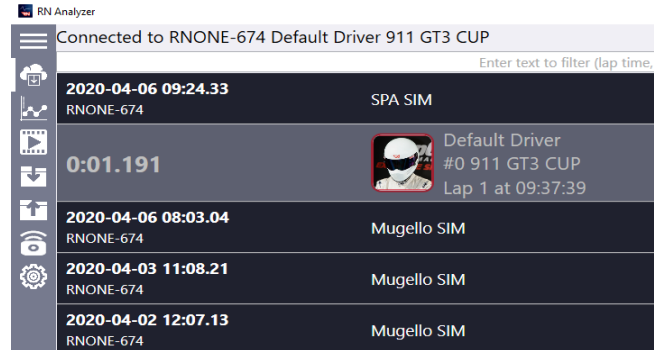 RN Analyzer
Connected to RNONE-674 Default Driver 911 GT3 CUP
Enter text to filter (lap time,
2020-04-06 09:24.33
RNONE-674
SPA SIM
0:01.191
Default Driver
#0 911 GT3 CUP
Lap 1 at 09:37:39
2020-04-06 08:03.04
RNONE-674
Mugello SIM
2020-04-03 11:08.21
RNONE-674
Mugello SIM
2020-04-02 12:07.13
RNONE-674
Mugello SIM